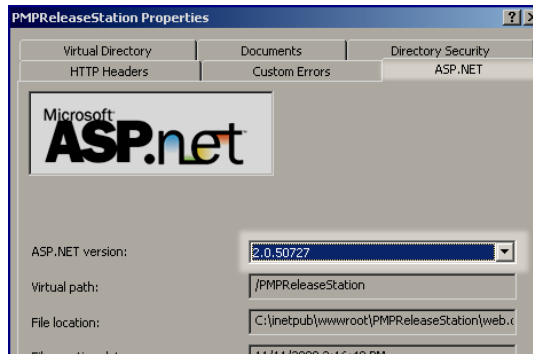 PMPReleaseStation Properties
Virtual Directory Documents Directory Security
HTTP Headers Custom Errors ASP.NET
Microsoft
ASP.net
ASP.NET version: 2.0.50727
Virtual path: /PMPReleaseStation
File location: C:\inetpub\wwwroot\PMPReleaseStation\web.c